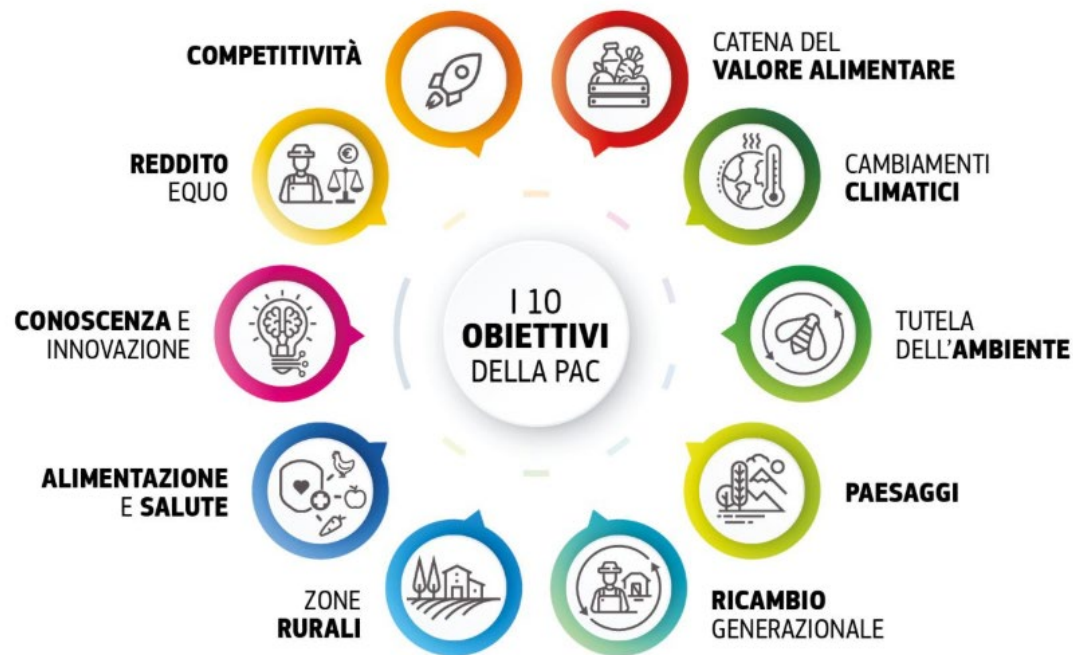 COMPETITIVITÀ
CATENA DEL
VALORE ALIMENTARE
REDDITO
EQUO
CAMBIAMENTI
CLIMATICI
CONOSCENZA E
INNOVAZIONE
I 10
OBIETTIVI
DELLA PAC
TUTELA
DELL'AMBIENTE
ALIMENTAZIONE
E SALUTE
PAESAGGI
ZONE
RURALI
RICAMBIO
GENERAZIONALE